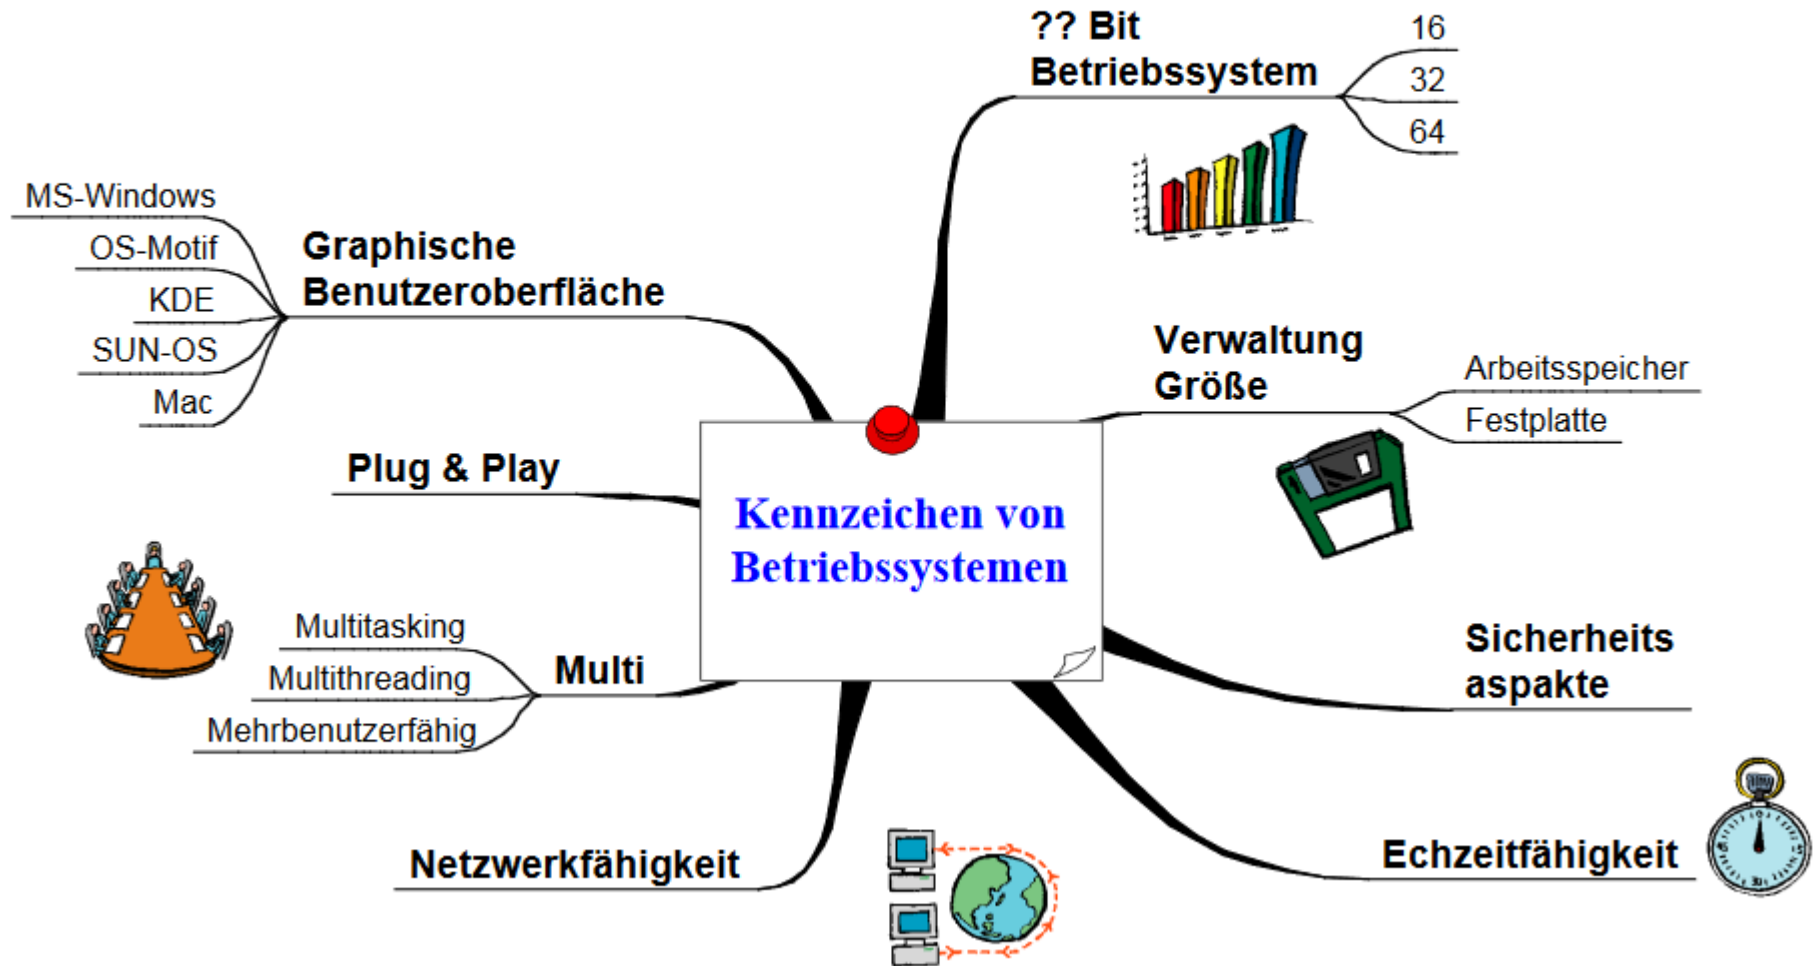 Kennzeichen von
Betriebssystemen
?? Bit
Betriebssystem
16
32
64
Verwaltung
Größe
Arbeitsspeicher
Festplatte
Sicherheits
aspakte
Echzeitfähigkeit
Netzwerkfähigkeit
Multi
Multitasking
Multithreading
Mehrbenutzerfähig
Plug & Play
Graphische
Benutzeroberfläche
MS-Windows
OS-Motif
KDE
SUN-OS
Mac